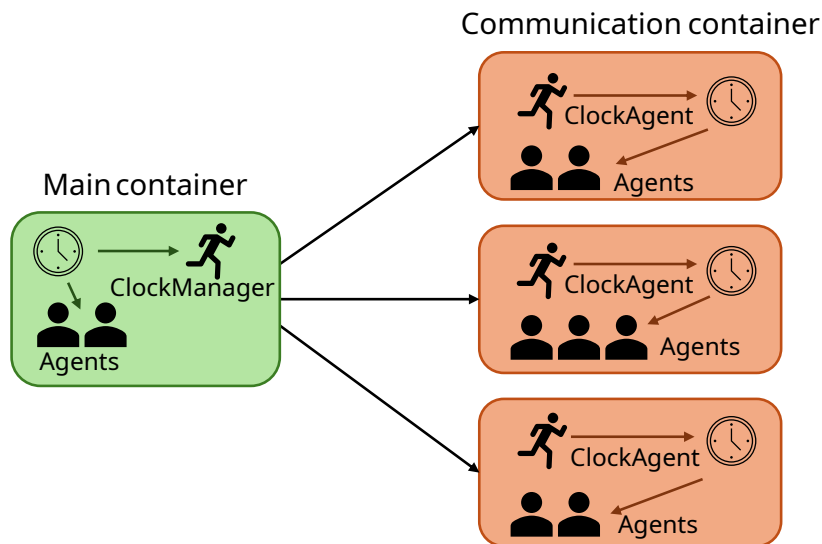 Communication container
ClockAgent
Agents
Main container
ClockManager
Agents
ClockAgent
Agents
ClockAgent
Agents